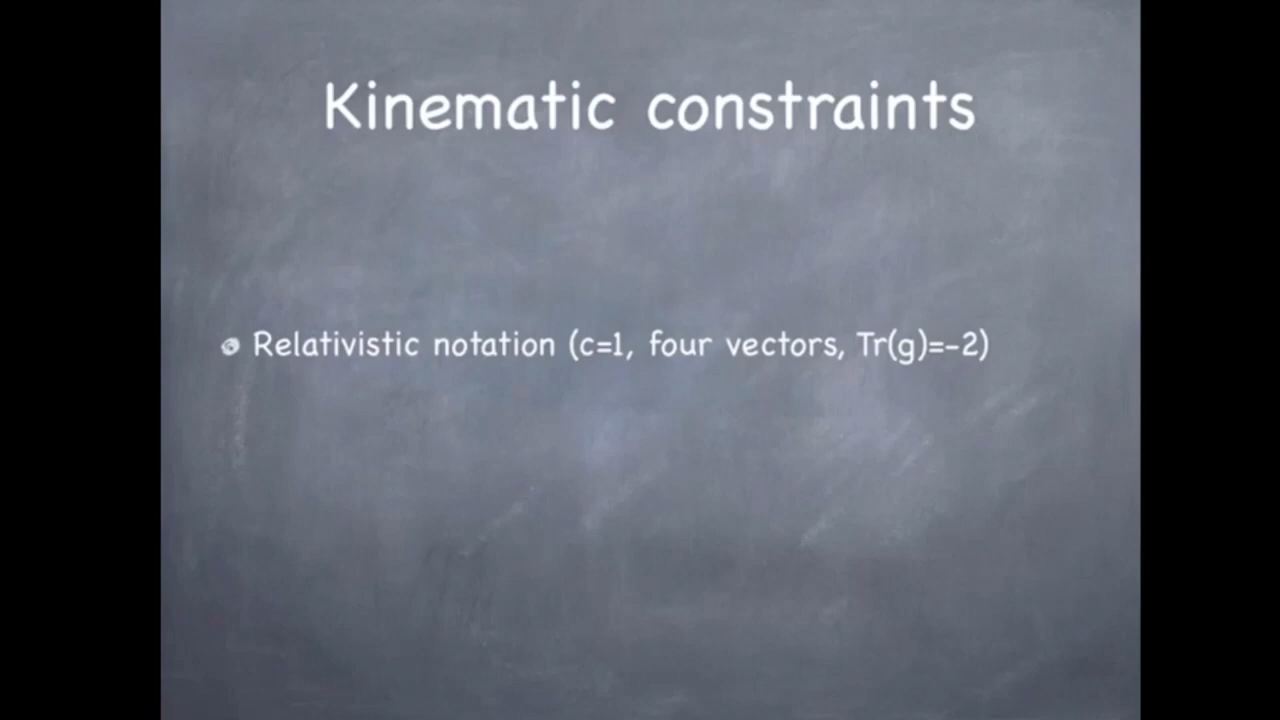 Kinematic constraints
Relativistic notation (c=1, four vectors, Tr(g)=-2)